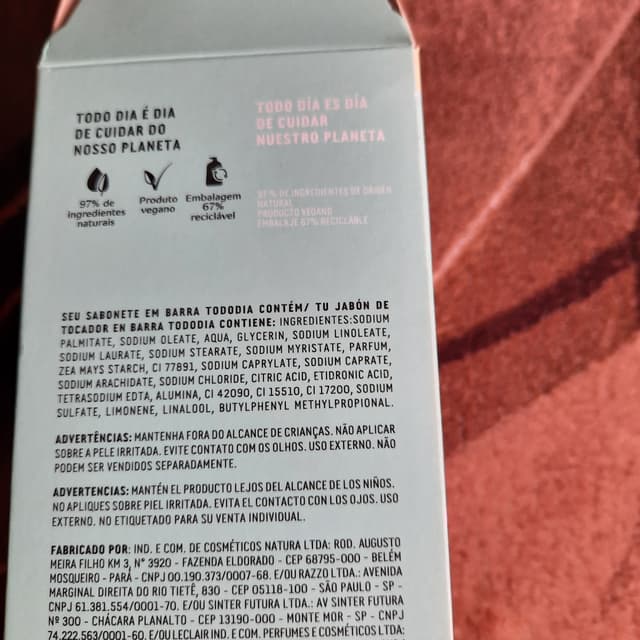 TODO DIA É DIA
DE CUIDAR DO
NOSSO PLANETA
TODO DÍA ES DÍA
DE CUIDAR
NUESTRO PLANETA
97% de
ingredientes
naturais
Produto
vegano
Embalagem
67%
reciclável
97 % DE INGREDIENTES DE ORIGEN
NATURAL
PRODUCTO VEGANO
EMBALAJE 67% RECICLABLE
SEU SABONETE EM BARRA TODODIA CONTÉM/ TU JABÓN DE
TOCADOR EN BARRA TODODIA CONTIENE: INGREDIENTES:SODIUM
PALMITATE, SODIUM OLEATE, AQUA, GLYCERIN, SODIUM LINOLEATE,
SODIUM LAURATE, SODIUM STEARATE, SODIUM MYRISTATE, PARFUM,
ZEA MAYS STARCH, CI 77891, SODIUM CAPRYLATE, SODIUM CAPRATE,
SODIUM ARACHIDATE, SODIUM CHLORIDE, CITRIC ACID, ETIDRONIC ACID,
TETRASODIUM EDTA, ALUMINA, CI 42090, CI 15510, CI 17200, SODIUM
SULFATE, LIMONENE, LINALOOL, BUTYLPHENYL METHYLPROPIONAL.
ADVERTÊNCIAS: MANTENHA FORA DO ALCANCE DE CRIANÇAS. NÃO APLICAR
SOBRE A PELE IRRITADA. EVITE CONTATO COM OS OLHOS. USO EXTERNO. NÃO
PODEM SER VENDIDOS SEPARADAMENTE.
ADVERTENCIAS: MANTÉN EL PRODUCTO LEJOS DEL ALCANCE DE LOS NIÑOS.
NO APLIQUES SOBRE PIEL IRRITADA. EVITA EL CONTACTO CON LOS OJOS. USO
EXTERNO. NO ETIQUETADO PARA SU VENTA INDIVIDUAL.
FABRICADO POR: IND. E COM. DE COSMÉTICOS NATURA LTDA: ROD. AUGUSTO
MEIRA FILHO KM 3, N° 3920 - FAZENDA ELDORADO - CEP 68795-000 - BELÉM
MOSQUEIRO - PARÁ - CNPJ 00.190.373/0007-68. E/OU RAZZO LTDA.: AVENIDA
MARGINAL DIREITA DO RIO TIETÊ, 830 - CEP 05118-100 - SÃO PAULO - SP -
CNPJ 61.381.554/0001-70. E/OU SINTER FUTURA LTDA.: AV SINTER FUTURA
Nº 300 - CHÁCARA PLANALTO - CEP 13190-000 - MONTE MOR - SP - CNPJ
74.222.563/0001-60. E/OU LECLAIR IND. E COM. PERFUMES E COSMÉTICOS LTDA: